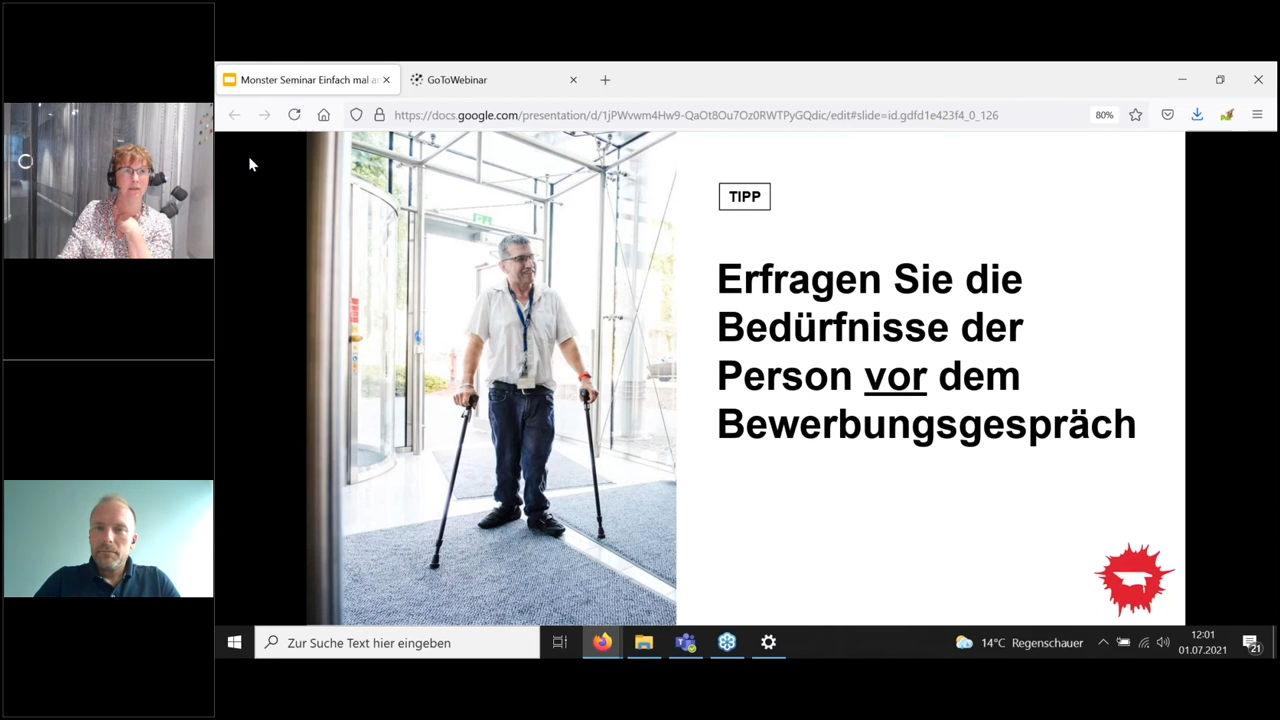 Monster Seminar Einfach mal a
GoToWebinar
https://docs.google.com/presentation/d/1jPWvwm4Hw9-QaOt8Ou7Oz0RWTPyGQdic/edit#slide=id.gdfd1e423f4_0_126
80%
TIPP
Erfragen Sie die
Bedürfnisse der
Person vor dem
Bewerbungsgespräch
Zur Suche Text hier eingeben
14°C Regenschauer
12:01
01.07.2021
21